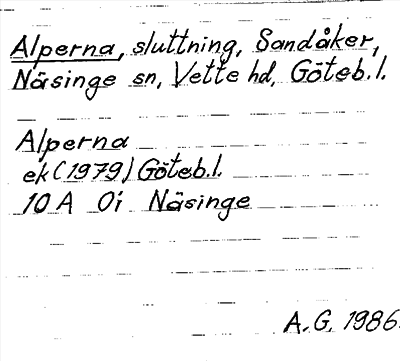 Alperna, sluttning, Sandåker,
Näsinge sn, Vette hd, Göteb. l.
Alperna
ek (1979) Göteb. l.
10 A 0i Näsinge
A. G. 1986.